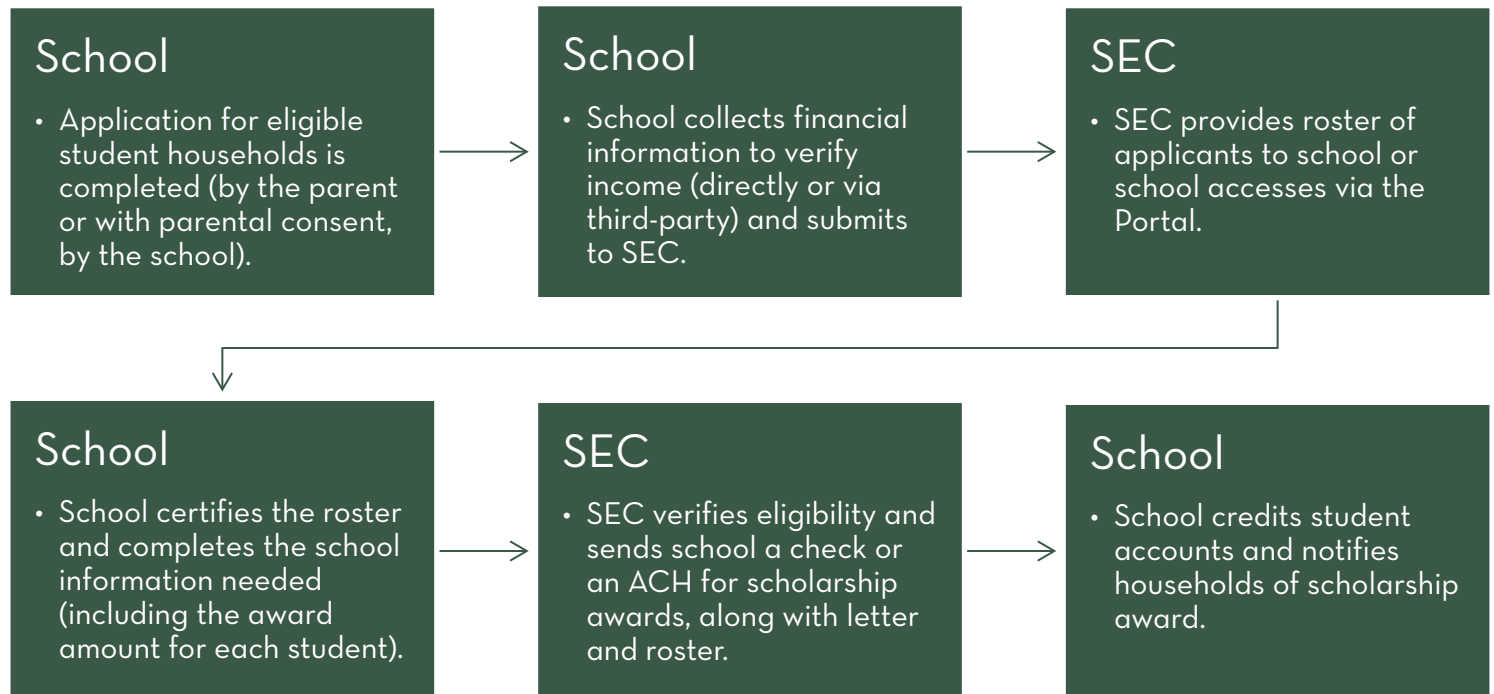 School
• Application for eligible
student households is
completed (by the parent
or with parental consent,
by the school).
School
• School collects financial
information to verify
income (directly or via
third-party) and submits
to SEC.
SEC
• SEC provides roster of
applicants to school or
school accesses via the
Portal.
School
• School certifies the roster
and completes the school
information needed
(including the award
amount for each student).
SEC
• SEC verifies eligibility and
sends school a check or
an ACH for scholarship
awards, along with letter
and roster.
School
• School credits student
accounts and notifies
households of scholarship
award.